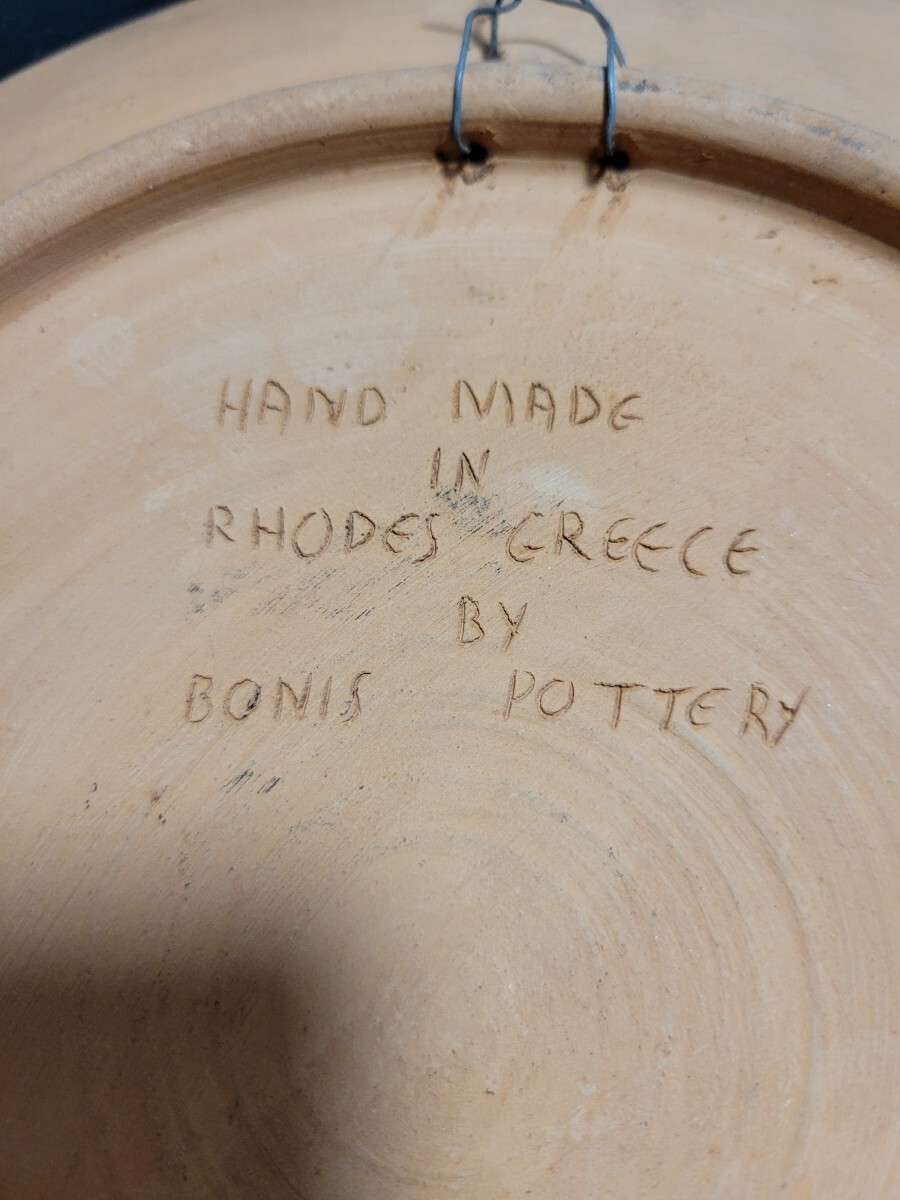 HAND MADE
IN
RHODES GREECE
BY
BONIS POTTERY